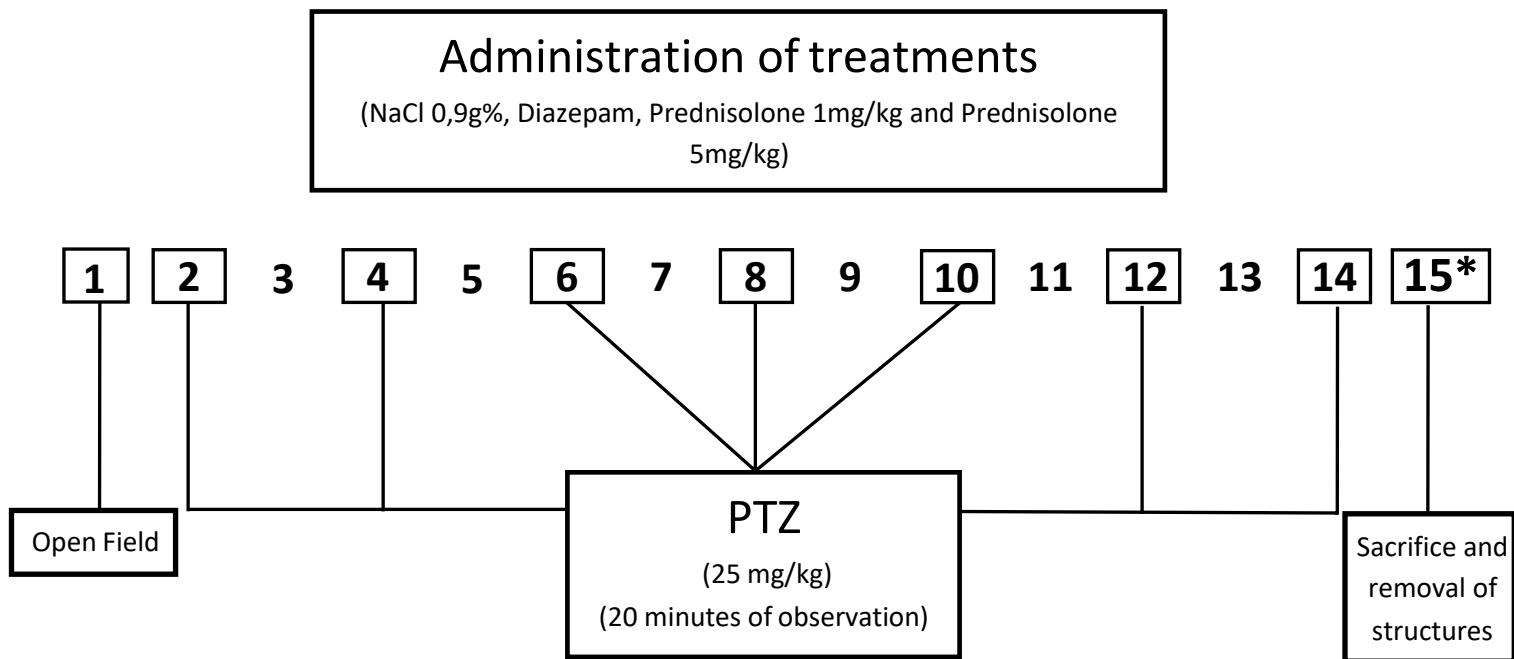 Administration of treatments
(NaCl 0,9g%, Diazepam, Prednisolone 1mg/kg and Prednisolone
5mg/kg)
1 2 3 4 5 6 7 8 9 10 11 12 13 14 15*
Open Field
PTZ
(25 mg/kg)
(20 minutes of observation)
Sacrifice and
removal of
structures